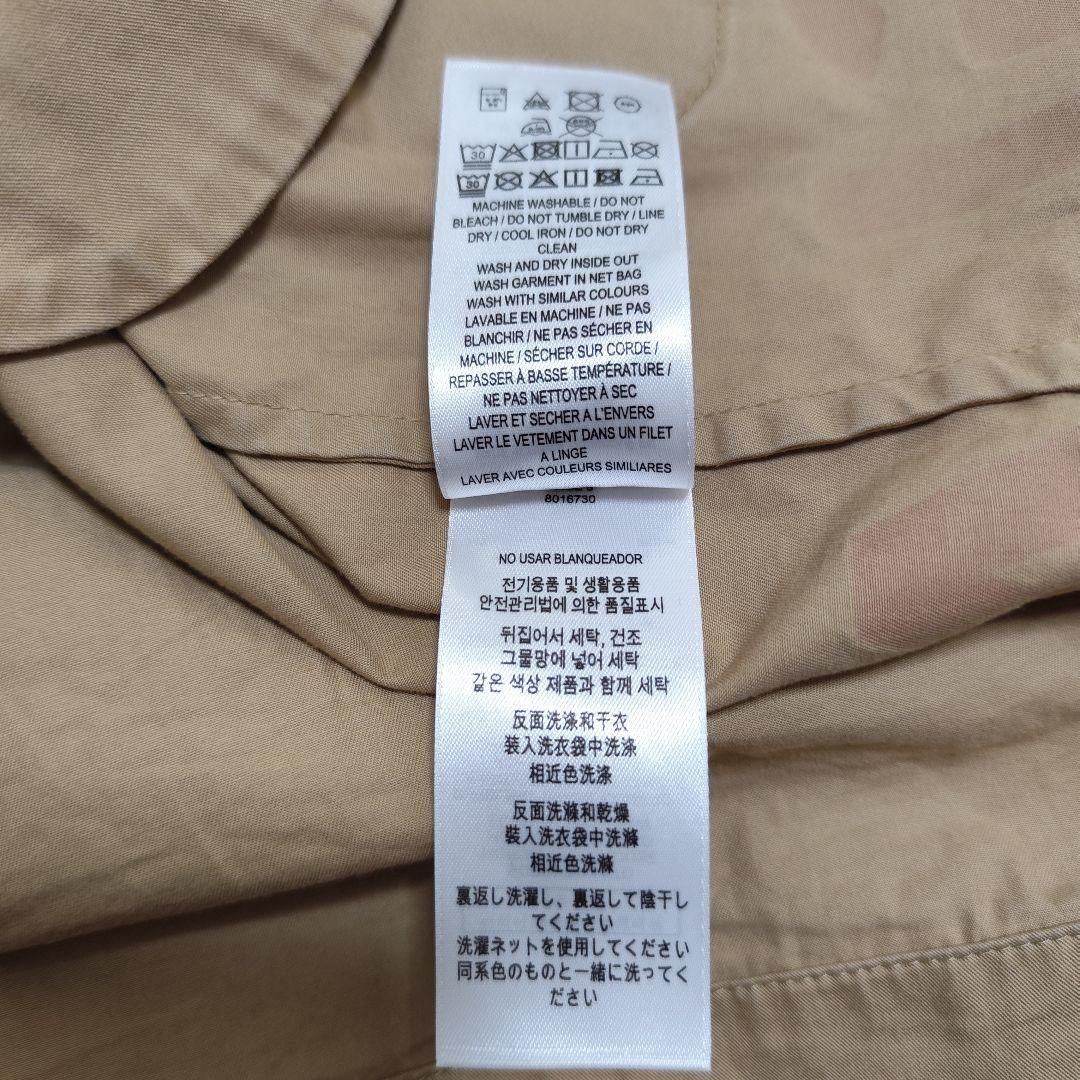 30
30
MACHINE WASHABLE / DO NOT
BLEACH / DO NOT TUMBLE DRY / LINE
DRY / COOL IRON / DO NOT DRY
CLEAN
WASH AND DRY INSIDE OUT
WASH GARMENT IN NET BAG
WASH WITH SIMILAR COLOURS
LAVABLE EN MACHINE / NE PAS
BLANCHIR / NE PAS SÉCHER EN
MACHINE / SÉCHER SUR CORDE /
REPASSER À BASSE TEMPÉRATURE /
NE PAS NETTOYER À SEC
LAVER ET SECHER A L'ENVERS
LAVER LE VETEMENT DANS UN FILET
A LINGE
LAVER AVEC COULEURS SIMILIARES
8016730
NO USAR BLANQUEADOR
전기용품 및 생활용품
안전관리법에 의한 품질표시
뒤집어서 세탁, 건조
그물망에 넣어 세탁
같은 색상 제품과 함께 세탁
反面洗涤和干衣
装入洗衣袋中洗涤
相近色洗涤
反面洗滌和乾燥
裝入洗衣袋中洗滌
相近色洗滌
裏返し洗濯し、裏返して陰干し
てください
洗濯ネットを使用してください
同系色のものと一緒に洗ってく
ださい